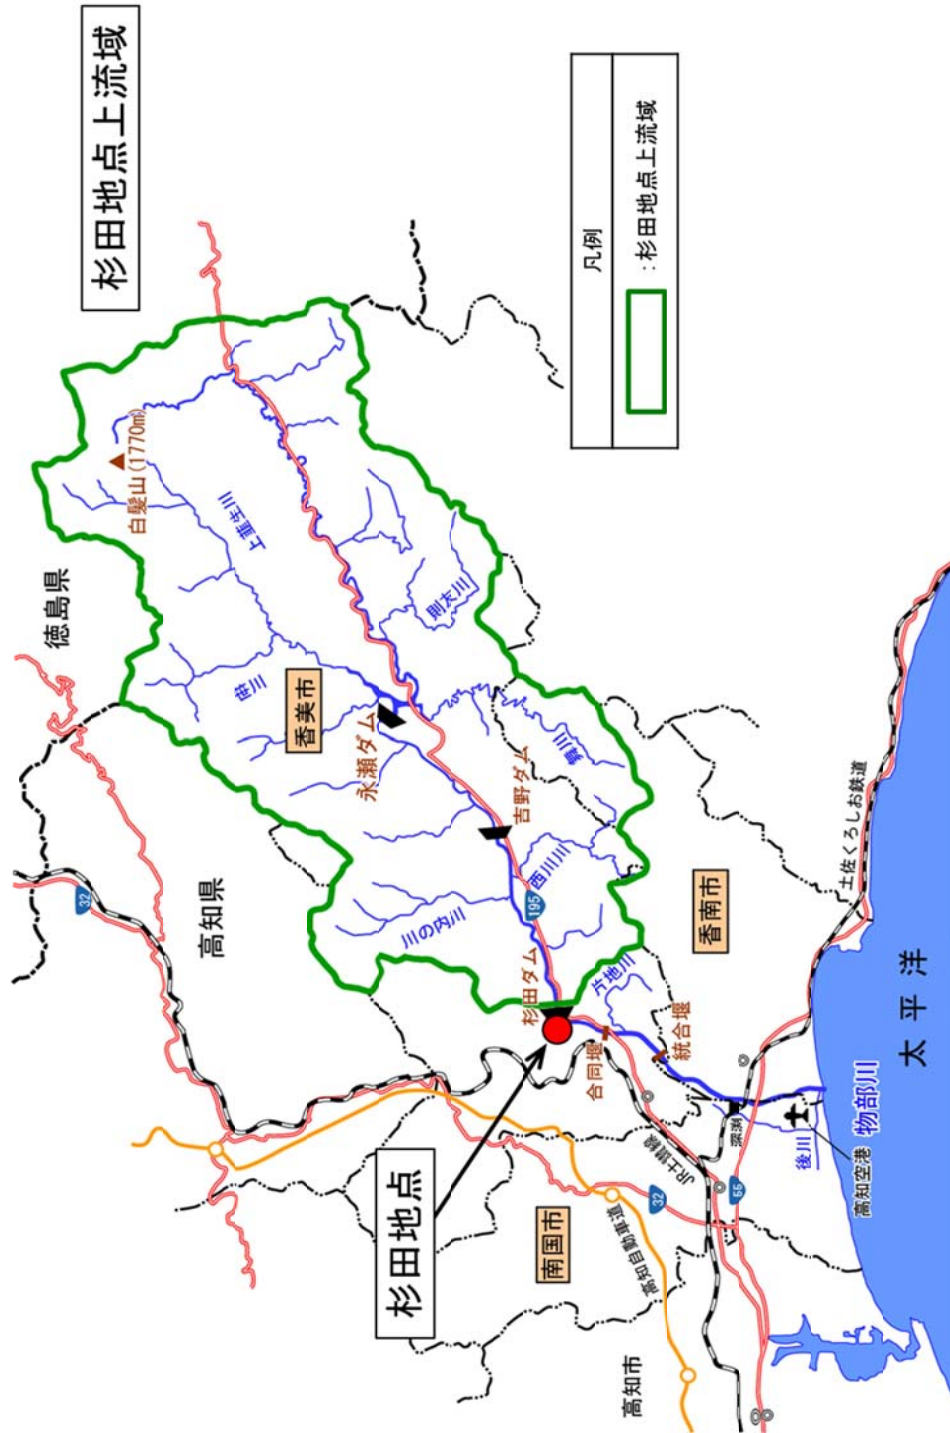 杉田地点上流域
凡例
：杉田地点上流域
徳島県
白髪山(1770m)
上韮生川
笹川
則友川
香美市
永瀬ダム
舞川
吉野ダム
32
高知県
西川川
195
川の内川
杉田ダム
片地川
香南市
土佐くろしお鉄道
合同堰
統合堰
太平洋
杉田地点
JR土讃線
深渕
後川
物部川
高知空港
南国市
32
55
高知自動車道
高知市